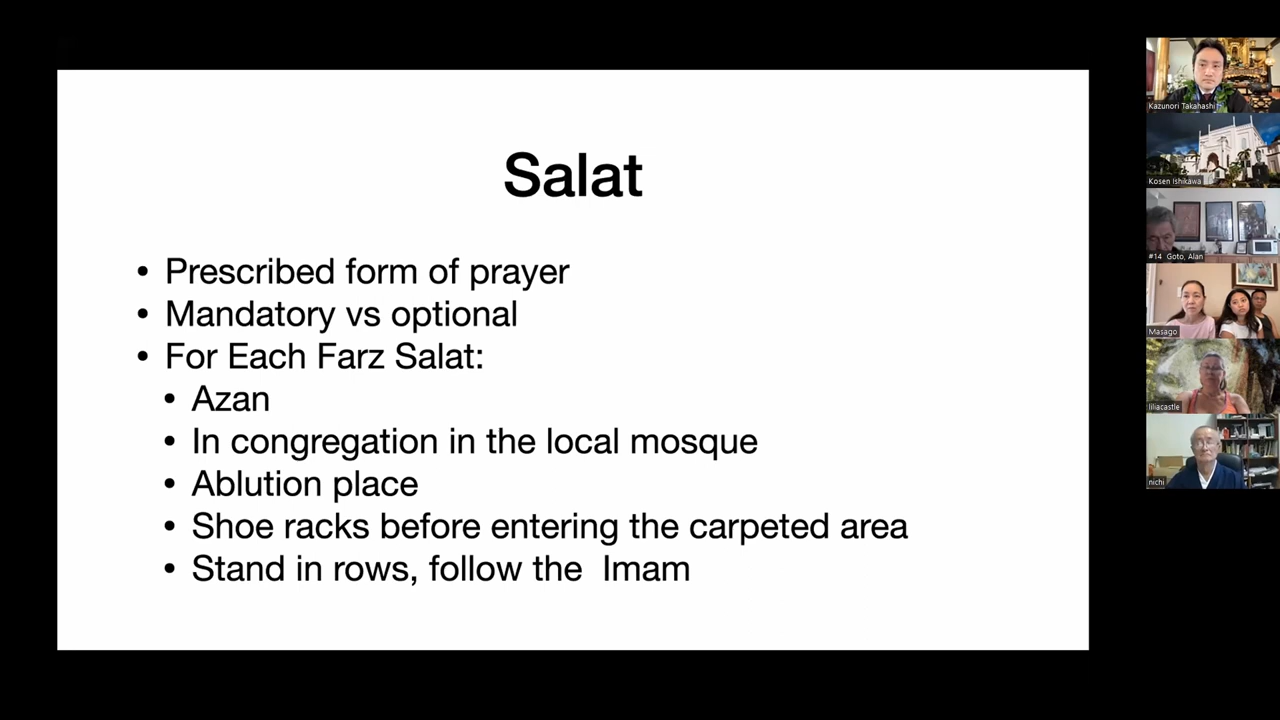 Salat
• Prescribed form of prayer
• Mandatory vs optional
• For Each Farz Salat:
• Azan
• In congregation in the local mosque
• Ablution place
• Shoe racks before entering the carpeted area
• Stand in rows, follow the  Imam
Kazunori Takahashi
Kosen Ishikawa
#14 Goto, Alan
Masago
liliacastle
nichi